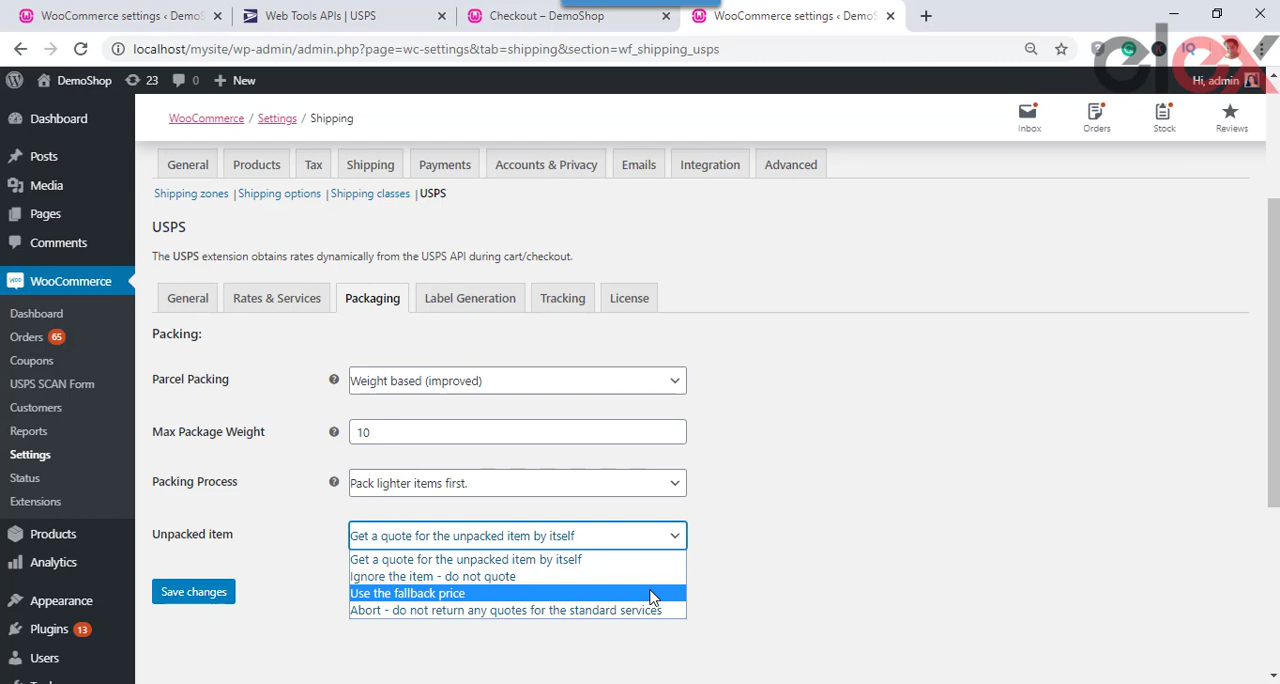 WooCommerce settings ‹ DemoS
Web Tools APIs | USPS
Checkout – DemoShop
WooCommerce settings ‹ DemoS
localhost/mysite/wp-admin/admin.php?page=wc-settings&tab=shipping&section=wf_shipping_usps
elex
DemoShop
23
0
New
Hi, admin
Dashboard
Posts
Media
Pages
Comments
WooCommerce
Dashboard
Orders 65
Coupons
USPS SCAN Form
Customers
Reports
Settings
Status
Extensions
Products
Analytics
Appearance
Plugins 13
Users
WooCommerce / Settings / Shipping
Inbox
Orders
Stock
Reviews
General
Products
Tax
Shipping
Payments
Accounts & Privacy
Emails
Integration
Advanced
Shipping zones | Shipping options | Shipping classes | USPS
USPS
The USPS extension obtains rates dynamically from the USPS API during cart/checkout.
General
Rates & Services
Packaging
Label Generation
Tracking
License
Packing:
Parcel Packing
Weight based (improved)
Max Package Weight
10
Packing Process
Pack lighter items first.
Unpacked item
Get a quote for the unpacked item by itself
Get a quote for the unpacked item by itself
Ignore the item - do not quote
Use the fallback price
Abort - do not return any quotes for the standard services
Save changes